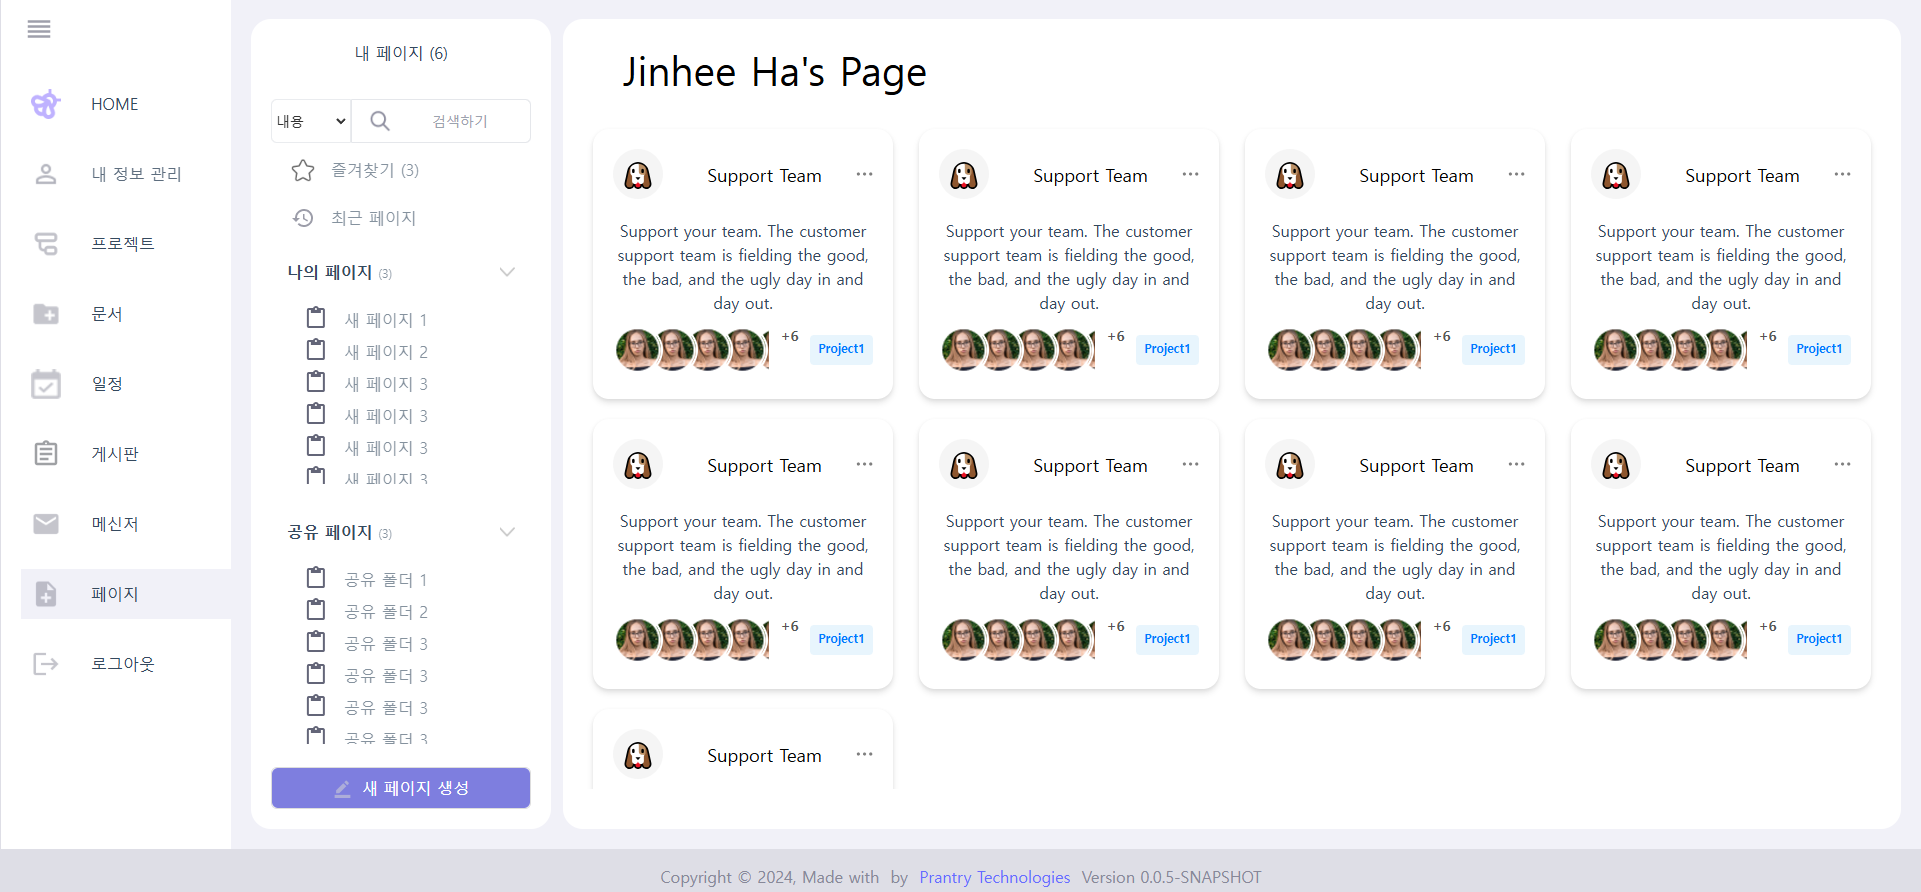 HOME
내 정보 관리
프로젝트
문서
일정
게시판
메신저
페이지
로그아웃
내 페이지 (6)
내용 검색하기
즐겨찾기 (3)
최근 페이지
나의 페이지 (3)
새 페이지 1
새 페이지 2
새 페이지 3
새 페이지 3
새 페이지 3
새 페이지 3
공유 페이지 (3)
공유 폴더 1
공유 폴더 2
공유 폴더 3
공유 폴더 3
공유 폴더 3
공유 폴더 3
새 페이지 생성
Jinhee Ha's Page
Support Team
Support your team. The customer
support team is fielding the good,
the bad, and the ugly day in and
day out.
+6 Project1
Support Team
Support your team. The customer
support team is fielding the good,
the bad, and the ugly day in and
day out.
+6 Project1
Support Team
Support your team. The customer
support team is fielding the good,
the bad, and the ugly day in and
day out.
+6 Project1
Support Team
Support your team. The customer
support team is fielding the good,
the bad, and the ugly day in and
day out.
+6 Project1
Support Team
Support your team. The customer
support team is fielding the good,
the bad, and the ugly day in and
day out.
+6 Project1
Support Team
Support your team. The customer
support team is fielding the good,
the bad, and the ugly day in and
day out.
+6 Project1
Support Team
Support your team. The customer
support team is fielding the good,
the bad, and the ugly day in and
day out.
+6 Project1
Support Team
Support your team. The customer
support team is fielding the good,
the bad, and the ugly day in and
day out.
+6 Project1
Support Team
Copyright © 2024, Made with by Prantry Technologies Version 0.0.5-SNAPSHOT